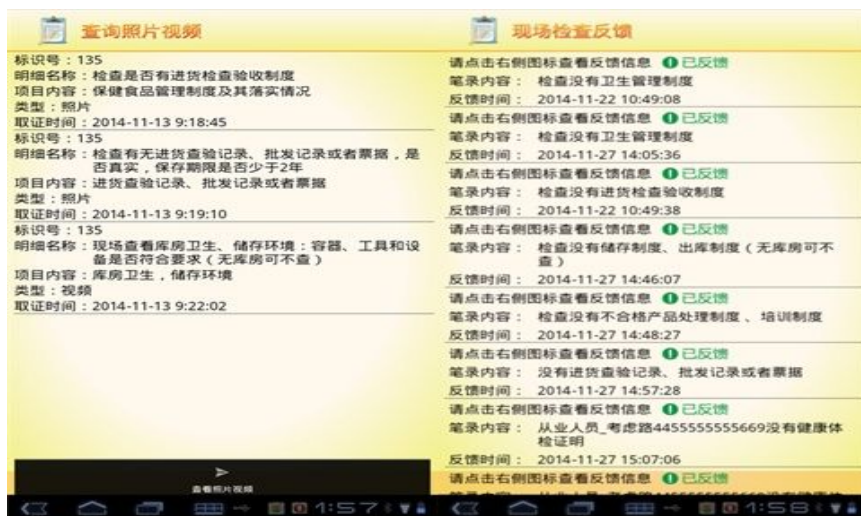 查询照片视频
标识号：135
明细名称：检查是否有进货检查验收制度
项目内容：保健食品管理制度及其落实情况
类型：照片
取证时间：2014-11-13 9:18:45
标识号：135
明细名称：检查有无进货查验记录、批发记录或者票据，是
否真实，保存期限是否少于2年
项目内容：进货查验记录、批发记录或者票据
类型：照片
取证时间：2014-11-13 9:19:10
标识号：135
明细名称：现场查看库房卫生、储存环境：容器、工具和设
备是否符合要求（无库房可不查）
项目内容：库房卫生，储存环境
类型：视频
取证时间：2014-11-13 9:22:02
查看照片视频
1:57
现场检查反馈
请点击右侧图标查看反馈信息 已反馈
笔录内容： 检查没有卫生管理制度
反馈时间： 2014-11-22 10:49:08
请点击右侧图标查看反馈信息 已反馈
笔录内容： 检查没有卫生管理制度
反馈时间： 2014-11-27 14:05:36
请点击右侧图标查看反馈信息 已反馈
笔录内容： 检查没有进货检查验收制度
反馈时间： 2014-11-22 10:49:38
请点击右侧图标查看反馈信息 已反馈
笔录内容： 检查没有储存制度、出库制度（无库房可不
查）
反馈时间： 2014-11-27 14:46:07
请点击右侧图标查看反馈信息 已反馈
笔录内容： 检查没有不合格产品处理制度 、培训制度
反馈时间： 2014-11-27 14:48:27
请点击右侧图标查看反馈信息 已反馈
笔录内容： 没有进货查验记录、批发记录或者票据
反馈时间： 2014-11-27 14:57:28
请点击右侧图标查看反馈信息 已反馈
笔录内容： 从业人员_考虑路4455555555669没有健康体
检证明
反馈时间： 2014-11-27 15:07:06
请点击右侧图标查看反馈信息 已反馈
1:58